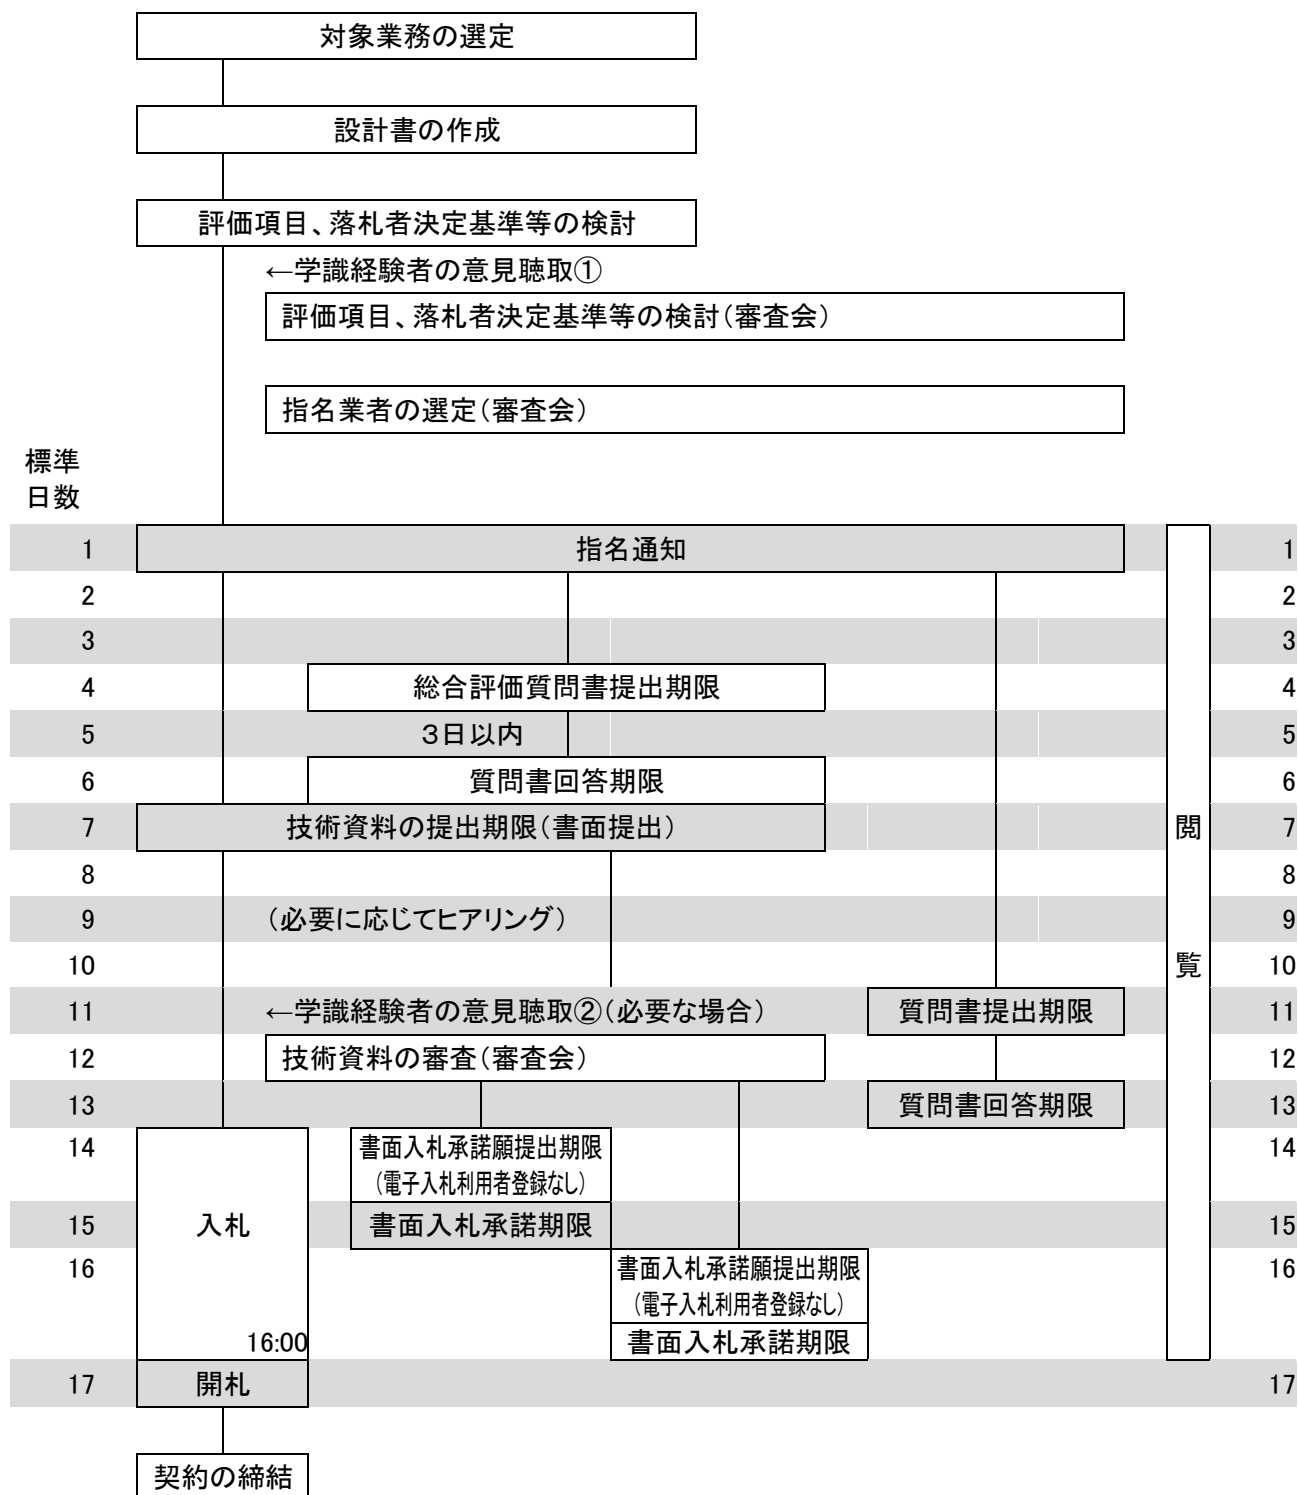 対象業務の選定
設計書の作成
評価項目、落札者決定基準等の検討
←学識経験者の意見聴取①
評価項目、落札者決定基準等の検討(審査会)
指名業者の選定(審査会)
標準
日数
1 指名通知 1
2 2
3 3
4 総合評価質問書提出期限 4
5 3日以内 5
6 質問書回答期限 6
7 技術資料の提出期限(書面提出) 閲 7
8 8
9 (必要に応じてヒアリング) 9
10 覧 10
11 ←学識経験者の意見聴取②(必要な場合) 質問書提出期限 11
12 技術資料の審査(審査会) 12
13 質問書回答期限 13
14 書面入札承諾願提出期限 14
(電子入札利用者登録なし)
15 入札 書面入札承諾期限 15
16 書面入札承諾願提出期限 16
(電子入札利用者登録なし)
16:00 書面入札承諾期限
17 開札 17
契約の締結